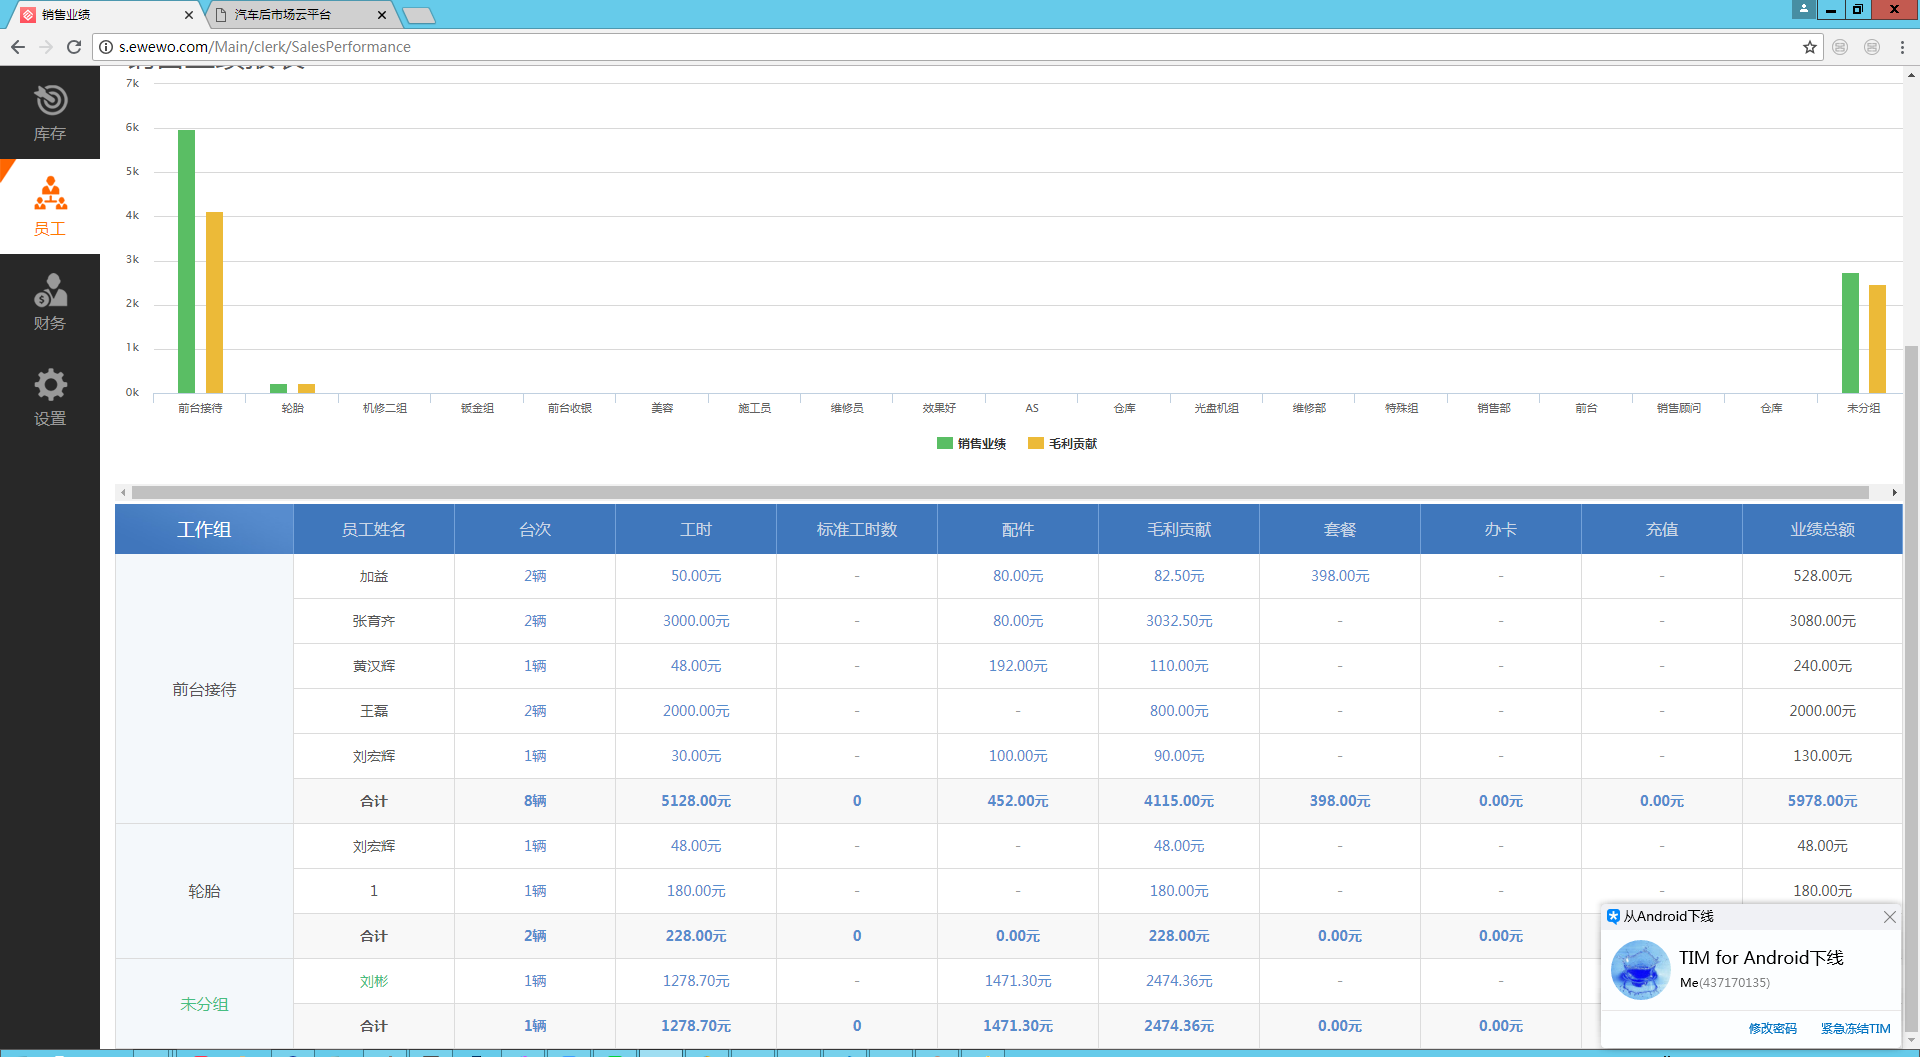 销售业绩
汽车后市场云平台
s.ewewo.com/Main/clerk/SalesPerformance
库存
员工
财务
设置
7k
6k
5k
4k
3k
2k
1k
0k
前台接待 轮胎 机修二组 钣金组 前台收银 美容 施工员 维修员 效果好 AS 仓库 光盘机组 维修部 特殊组 销售部 前台 销售顾问 仓库 未分组
销售业绩 毛利贡献
工作组 员工姓名 台次 工时 标准工时数 配件 毛利贡献 套餐 办卡 充值 业绩总额
前台接待
加益 2辆 50.00元 - 80.00元 82.50元 398.00元 - - 528.00元
张育齐 2辆 3000.00元 - 80.00元 3032.50元 - - - 3080.00元
黄汉辉 1辆 48.00元 - 192.00元 110.00元 - - - 240.00元
王磊 2辆 2000.00元 - - 800.00元 - - - 2000.00元
刘宏辉 1辆 30.00元 - 100.00元 90.00元 - - - 130.00元
合计 8辆 5128.00元 0 452.00元 4115.00元 398.00元 0.00元 0.00元 5978.00元
轮胎
刘宏辉 1辆 48.00元 - - 48.00元 - - - 48.00元
1 1辆 180.00元 - - 180.00元 - - - 180.00元
合计 2辆 228.00元 0 0.00元 228.00元 0.00元 0.00元
未分组
刘彬 1辆 1278.70元 - 1471.30元 2474.36元 - -
合计 1辆 1278.70元 0 1471.30元 2474.36元 0.00元 0.00元
从Android下线
TIM for Android下线
Me(437170135)
修改密码 紧急冻结TIM